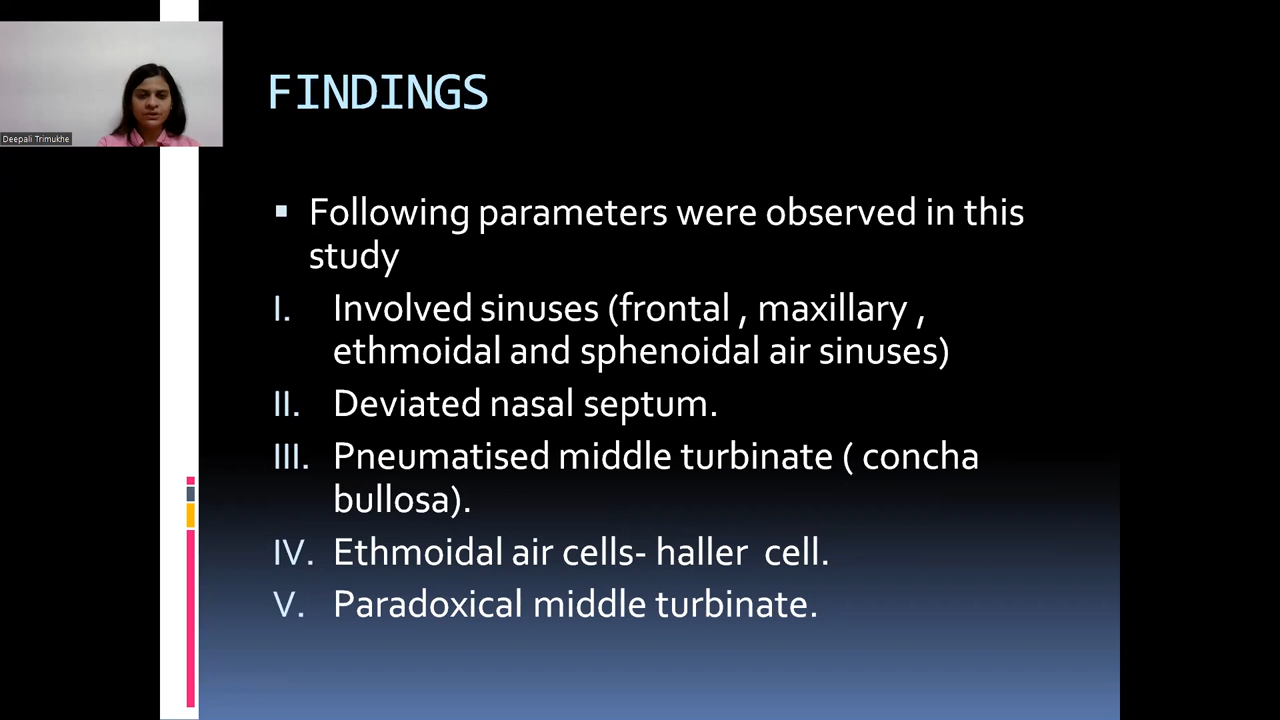 Deepali Trimukhe
FINDINGS
▪ Following parameters were observed in this
study
I. Involved sinuses (frontal , maxillary ,
ethmoidal and sphenoidal air sinuses)
II. Deviated nasal septum.
III. Pneumatised middle turbinate ( concha
bullosa).
IV. Ethmoidal air cells- haller cell.
V. Paradoxical middle turbinate.